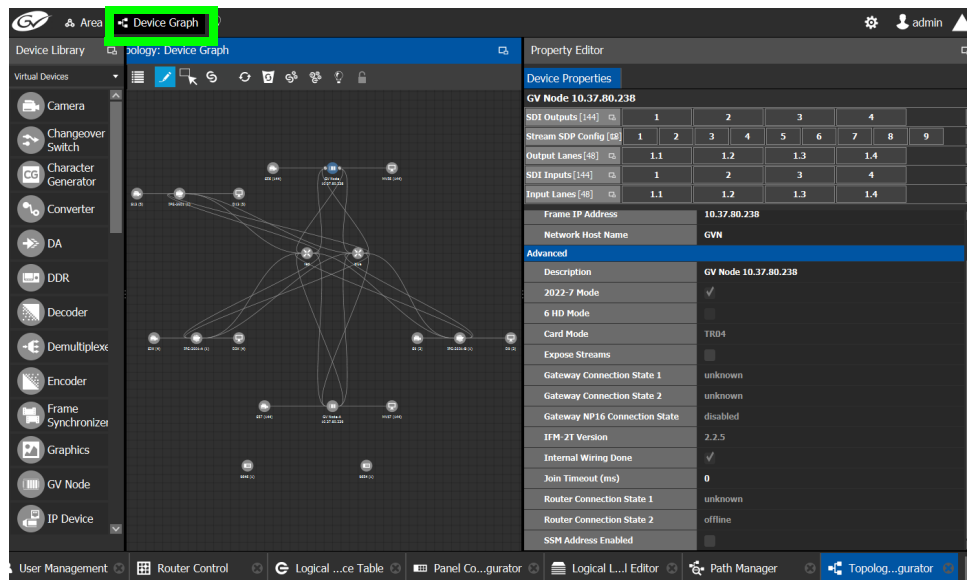 GV Area Device Graph admin
Device Library
pology: Device Graph
Property Editor
Virtual Devices
Camera
Changeover
Switch
Character
Generator
Converter
DA
DDR
Decoder
Demultiplexe
Encoder
Frame
Synchronizer
Graphics
GV Node
IP Device
Device Properties
GV Node 10.37.80.238
SDI Outputs [144] 1 2 3 4
Stream SDP Config [18] 1 2 3 4 5 6 7 8 9
Output Lanes [48] 1.1 1.2 1.3 1.4
SDI Inputs [144] 1 2 3 4
Input Lanes [48] 1.1 1.2 1.3 1.4
Frame IP Address 10.37.80.238
Network Host Name GVN
Advanced
Description GV Node 10.37.80.238
2022-7 Mode
6 HD Mode
Card Mode TR04
Expose Streams
Gateway Connection State 1 unknown
Gateway Connection State 2 unknown
Gateway NP16 Connection State disabled
IFM-2T Version 2.2.5
Internal Wiring Done
Join Timeout (ms) 0
Router Connection State 1 unknown
Router Connection State 2 offline
SSM Address Enabled
User Management Router Control Logical ...ce Table Panel Co...gurator Logical L...l Editor Path Manager Topolog...gurator